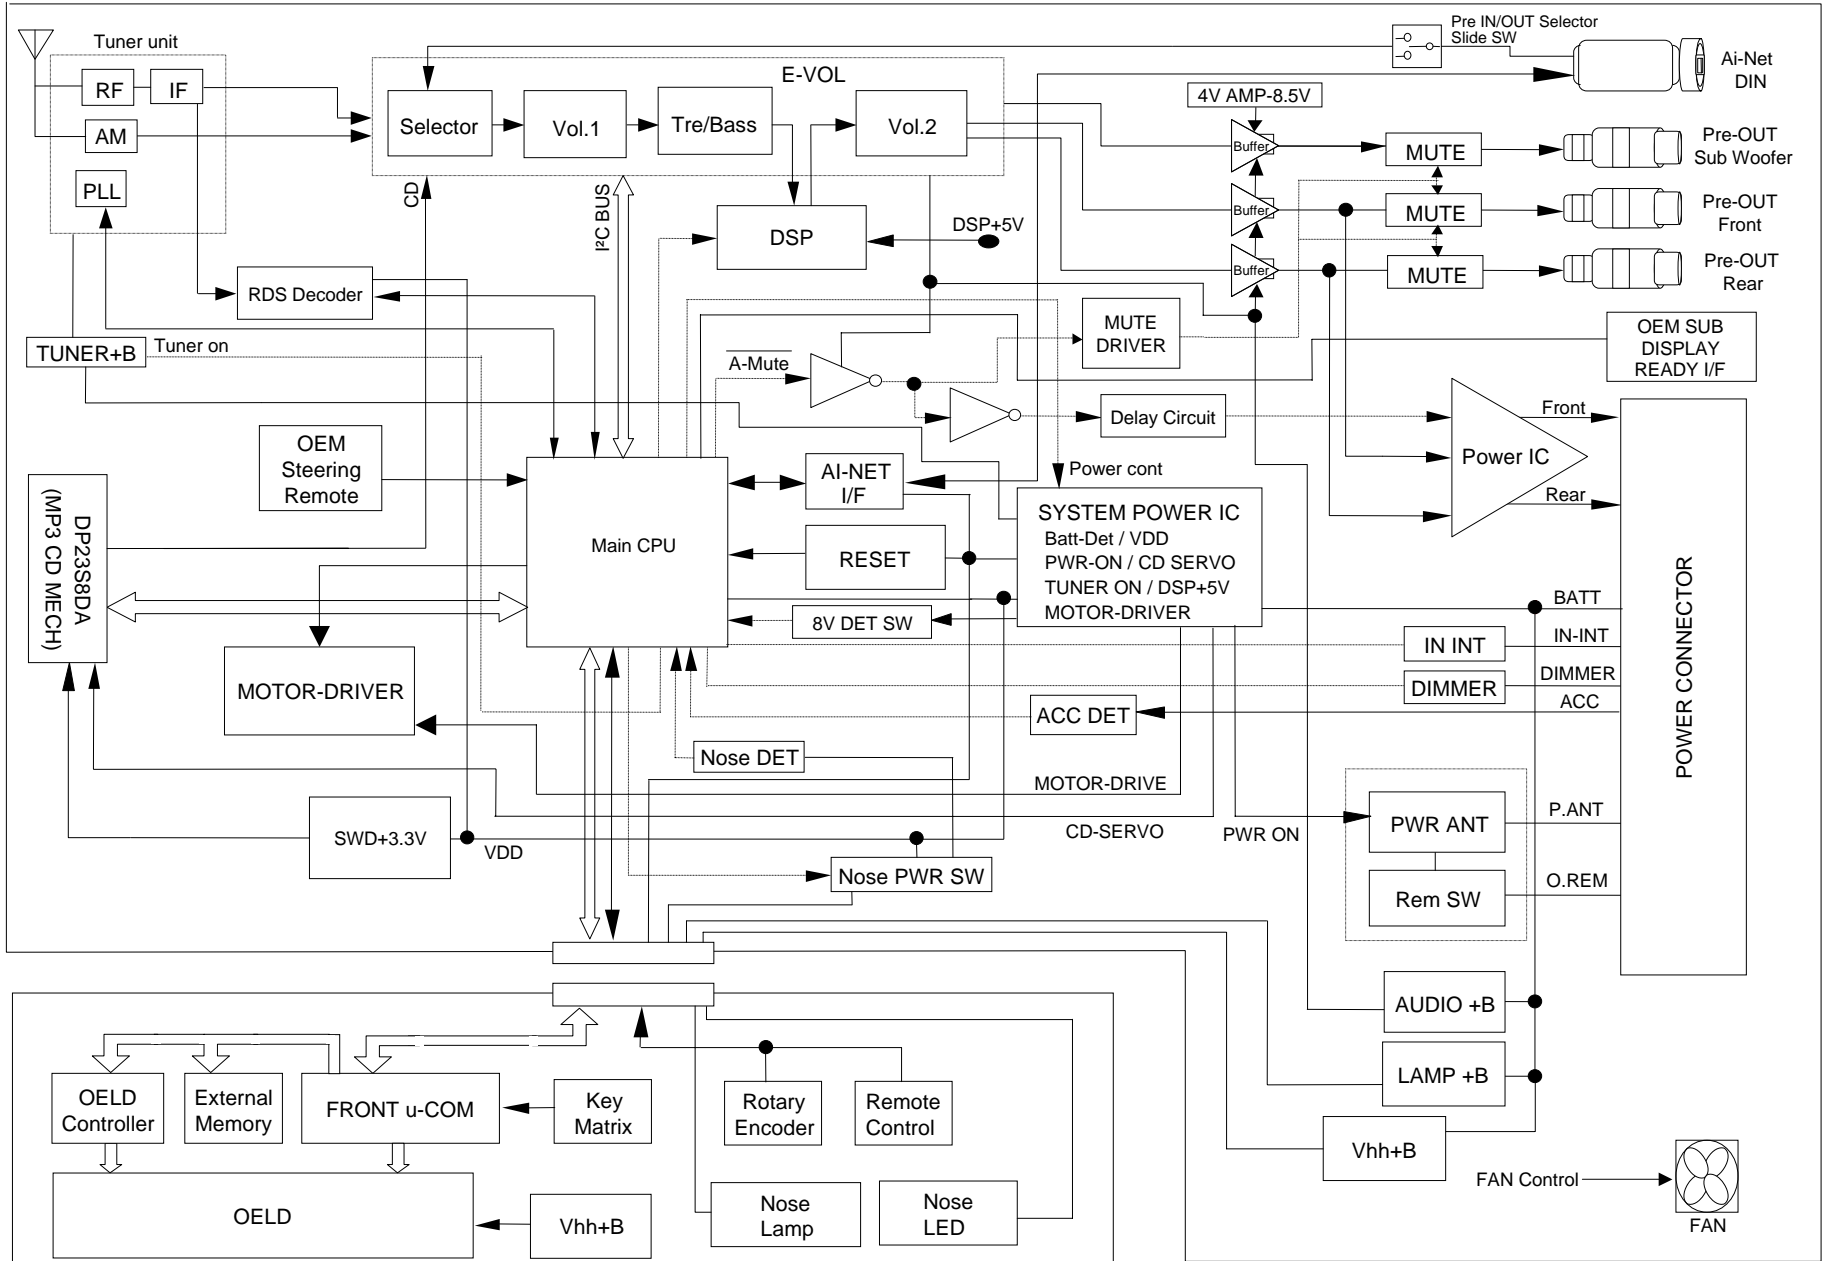 Tuner unit
RF
IF
AM
PLL
E-VOL
Selector
Vol.1
Tre/Bass
Vol.2
Pre IN/OUT Selector
Slide SW
Ai-Net
DIN
4V AMP-8.5V
Buffer
MUTE
Pre-OUT
Sub Woofer
Buffer
MUTE
Pre-OUT
Front
Buffer
MUTE
Pre-OUT
Rear
CD
I²C BUS
DSP
DSP+5V
RDS Decoder
TUNER+B
Tuner on
A-Mute
MUTE
DRIVER
OEM SUB
DISPLAY
READY I/F
Delay Circuit
Front
Power IC
Rear
OEM
Steering
Remote
DP23S8DA
(MP3 CD MECH)
Main CPU
AI-NET
I/F
RESET
8V DET SW
Power cont
SYSTEM POWER IC
Batt-Det / VDD
PWR-ON / CD SERVO
TUNER ON / DSP+5V
MOTOR-DRIVER
POWER CONNECTOR
BATT
IN INT
IN-INT
DIMMER
DIMMER
ACC DET
ACC
MOTOR-DRIVER
Nose DET
MOTOR-DRIVE
CD-SERVO
PWR ON
PWR ANT
P.ANT
Rem SW
O.REM
SWD+3.3V
VDD
Nose PWR SW
AUDIO +B
LAMP +B
Vhh+B
OELD
Controller
External
Memory
FRONT u-COM
Key
Matrix
Rotary
Encoder
Remote
Control
OELD
Vhh+B
Nose
Lamp
Nose
LED
FAN Control
FAN